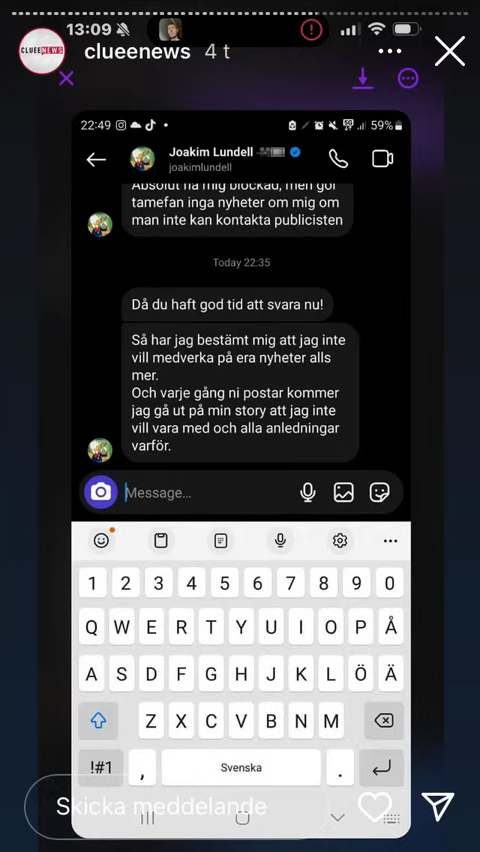 13:09
CLUEENEWS
clueenews 4 t
22:49
59%
Joakim Lundell
joakimlundell
Absolut ha mig blockad, men gör
tamefan inga nyheter om mig om
man inte kan kontakta publicisten
Today 22:35
Då du haft god tid att svara nu!
Så har jag bestämt mig att jag inte
vill medverka på era nyheter alls
mer.
Och varje gång ni postar kommer
jag gå ut på min story att jag inte
vill vara med och alla anledningar
varför.
Message...
1 2 3 4 5 6 7 8 9 0
Q W E R T Y U I O P Å
A S D F G H J K L Ö Ä
Z X C V B N M
!#1 , Svenska .
Skicka meddelande